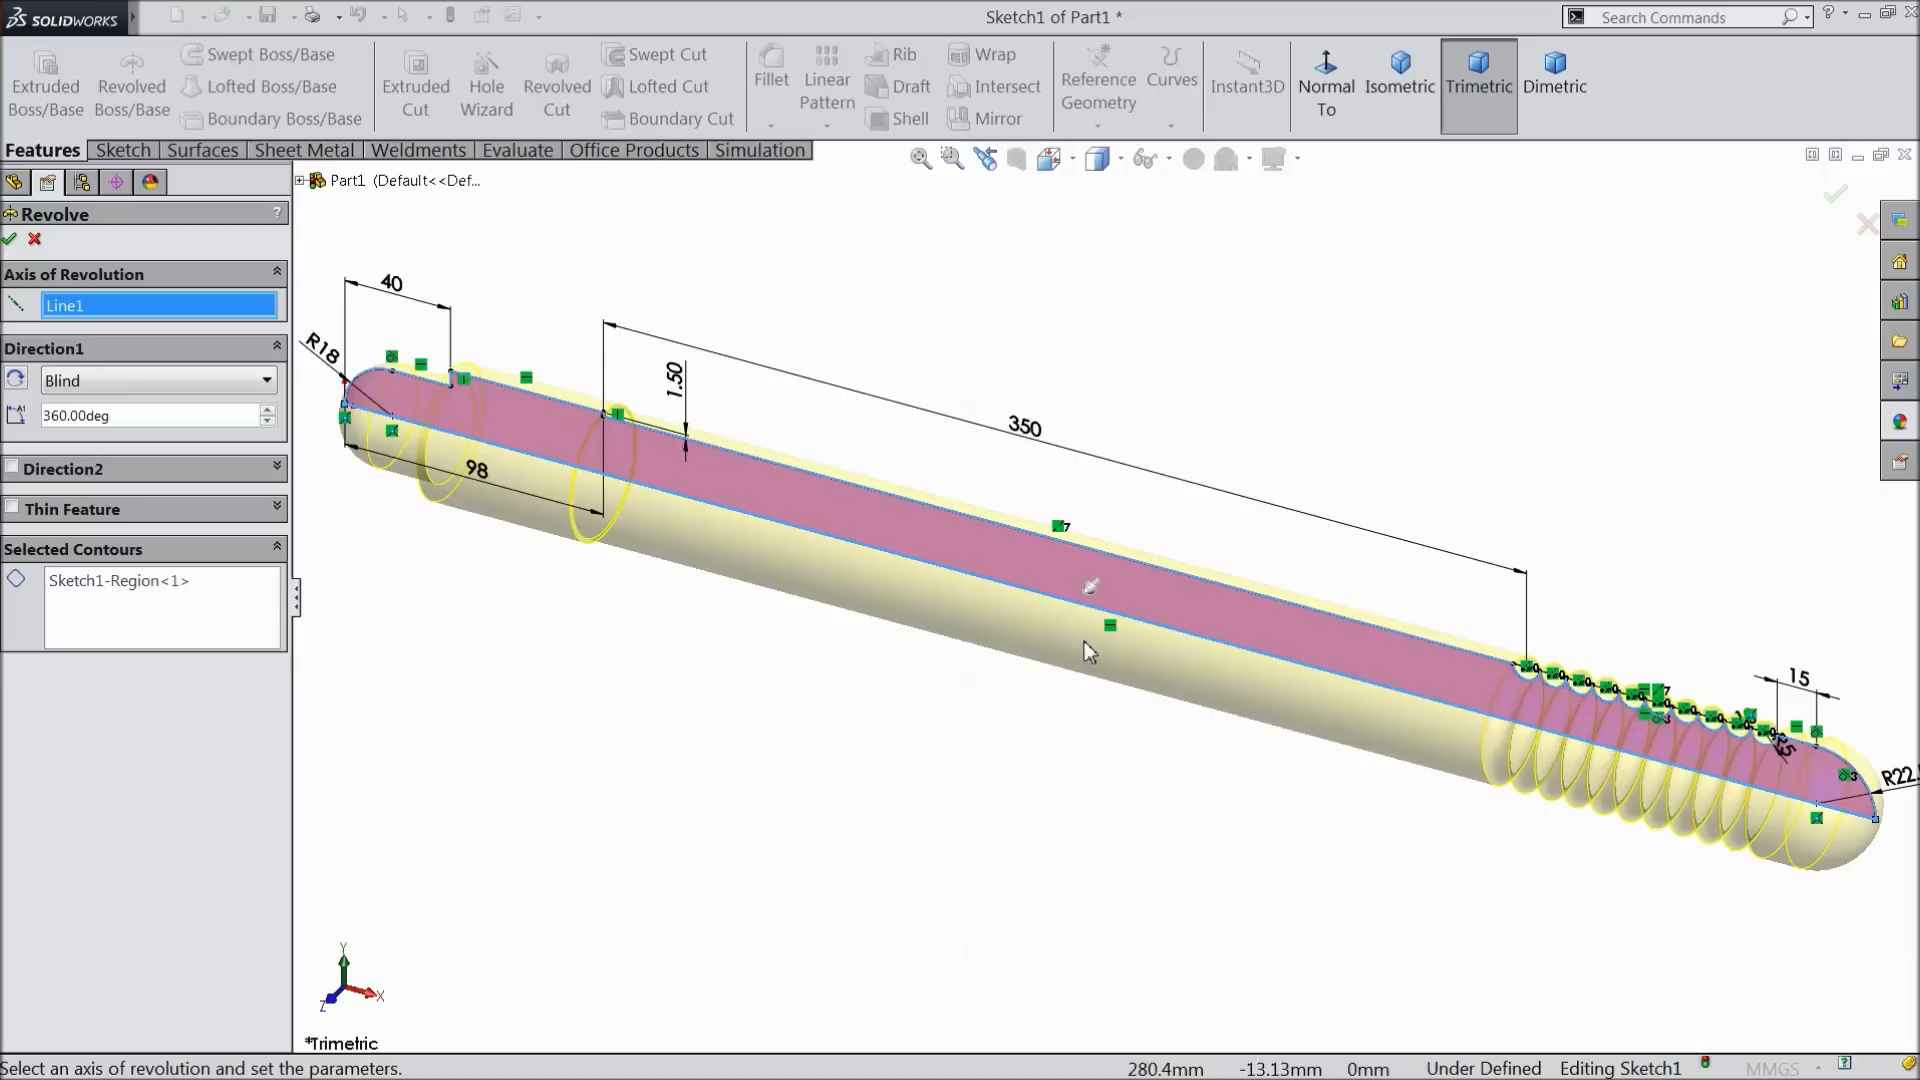 SOLIDWORKS
Sketch1 of Part1 *
Search Commands
Extruded Boss/Base
Revolved Boss/Base
Swept Boss/Base
Lofted Boss/Base
Boundary Boss/Base
Extruded Cut
Hole Wizard
Revolved Cut
Swept Cut
Lofted Cut
Boundary Cut
Fillet
Linear Pattern
Rib
Draft
Shell
Wrap
Intersect
Mirror
Reference Geometry
Curves
Instant3D
Normal To
Isometric
Trimetric
Dimetric
Features
Sketch
Surfaces
Sheet Metal
Weldments
Evaluate
Office Products
Simulation
Part1 (Default<<Def...
Revolve
?
Axis of Revolution
Line1
Direction1
Blind
360.00deg
Direction2
Thin Feature
Selected Contours
Sketch1-Region<1>
40
R18
98
1.50
350
7
15
Y
X
Z
*Trimetric
Select an axis of revolution and set the parameters.
280.4mm
-13.13mm
0mm
Under Defined
Editing Sketch1
MMGS